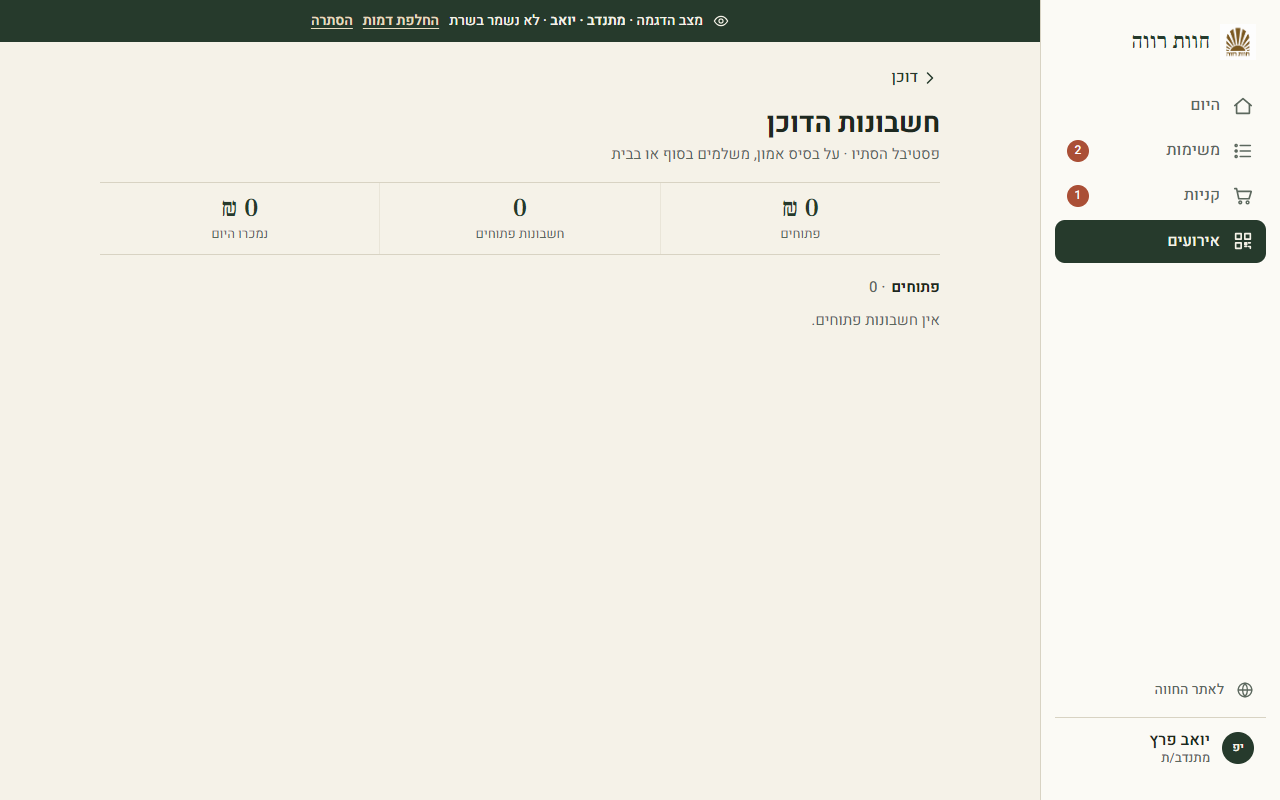 מצב הדגמה · מתנדב · יואב · לא נשמר בשרת החלפת דמות הסתרה
חוות רווה
היום
משימות 2
קניות 1
אירועים
דוכן
חשבונות הדוכן
פסטיבל הסתיו · על בסיס אמון, משלמים בסוף או בבית
0 ₪
פתוחים
0
חשבונות פתוחים
0 ₪
נמכרו היום
פתוחים · 0
אין חשבונות פתוחים.
לאתר החווה
יפ
יואב פרץ
מתנדב/ת